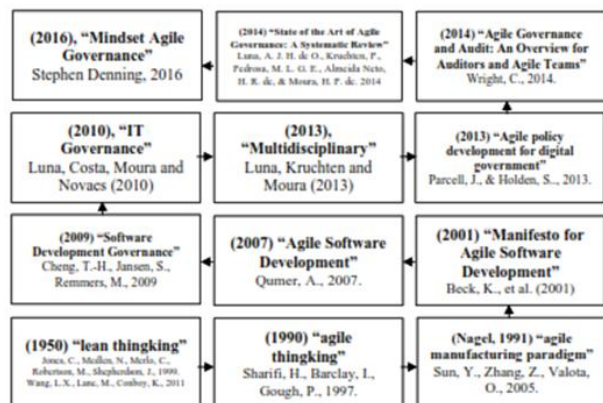 (2016), “Mindset Agile
Governance”
Stephen Denning, 2016
(2014) “State of the Art of Agile
Governance: A Systematic Review”
Luna, A. J. H. de O., Kruchten, P.,
Pedrosa, M. L. G. E., Almeida Neto,
H. R. de, & Moura, H. P. de. 2014
(2014) “Agile Governance
and Audit: An Overview for
Auditors and Agile Teams”
Wright, C., 2014.
(2010), “IT
Governance”
Luna, Costa, Moura and
Novaes (2010)
(2013),
“Multidisciplinary”
Luna, Kruchten and
Moura (2013)
(2013) “Agile policy
development for digital
government”
Parcell, J., & Holden, S.., 2013.
(2009) “Software
Development Governance”
Cheng, T.-H., Jansen, S.,
Remmers, M., 2009
(2007) “Agile Software
Development”
Qumer, A., 2007.
(2001) “Manifesto for
Agile Software
Development”
Beck, K., et al. (2001)
(1950) “lean thingking”
Jones, C., Medlen, N., Merlo, C.,
Robertson, M., Shepherdson, J., 1999.
Wang, L.X., Lane, M., Conboy, K., 2011
(1990) “agile
thingking”
Sharifi, H., Barclay, I.,
Gough, P., 1997.
(Nagel, 1991) “agile
manufacturing paradigm”
Sun, Y., Zhang, Z., Valota,
O., 2005.